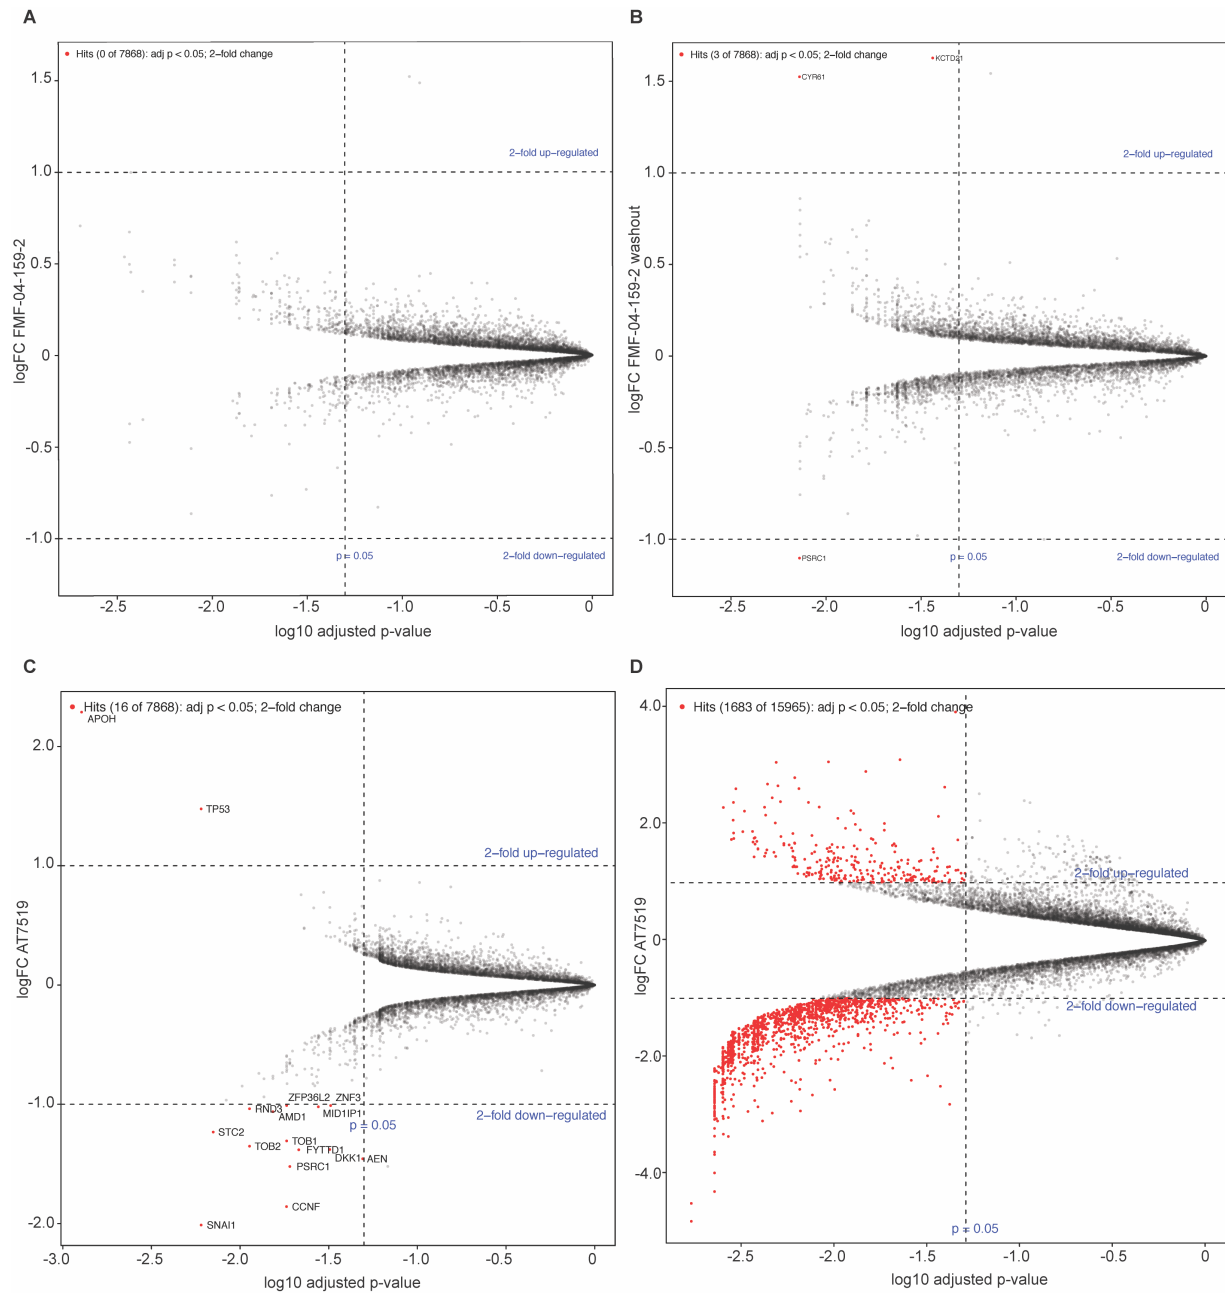 A
Hits (0 of 7868): adj p < 0.05; 2-fold change
1.5
1.0
0.5
0
-0.5
-1.0
logFC FMF-04-159-2
2-fold up-regulated
p = 0.05
2-fold down-regulated
-2.5
-2.0
-1.5
-1.0
-0.5
0
log10 adjusted p-value
B
Hits (3 of 7868): adj p < 0.05; 2-fold change
KCTD21
CYR61
1.5
1.0
0.5
0
-0.5
-1.0
logFC FMF-04-159-2 washout
2-fold up-regulated
PSRC1
p = 0.05
2-fold down-regulated
-2.5
-2.0
-1.5
-1.0
-0.5
0
log10 adjusted p-value
C
Hits (16 of 7868): adj p < 0.05; 2-fold change
APOH
2.0
TP53
1.0
0
-1.0
-2.0
logFC AT7519
2-fold up-regulated
ZFP36L2
ZNF3
RND3
AMD1
MID1IP1
2-fold down-regulated
p = 0.05
STC2
TOB1
TOB2
FYTTD1
DKK1
AEN
PSRC1
CCNF
SNAI1
-3.0
-2.5
-2.0
-1.5
-1.0
-0.5
0
log10 adjusted p-value
D
Hits (1683 of 15965): adj p < 0.05; 2-fold change
4.0
2.0
0
-2.0
-4.0
logFC AT7519
2-fold up-regulated
2-fold down-regulated
p = 0.05
-2.5
-2.0
-1.5
-1.0
-0.5
0
log10 adjusted p-value